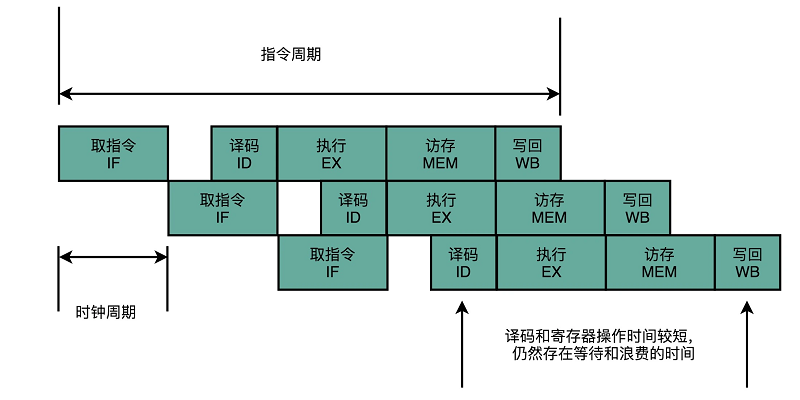 指令周期
取指令
IF
译码
ID
执行
EX
访存
MEM
写回
WB
取指令
IF
译码
ID
执行
EX
访存
MEM
写回
WB
取指令
IF
译码
ID
执行
EX
访存
MEM
写回
WB
时钟周期
译码和寄存器操作时间较短,
仍然存在等待和浪费的时间